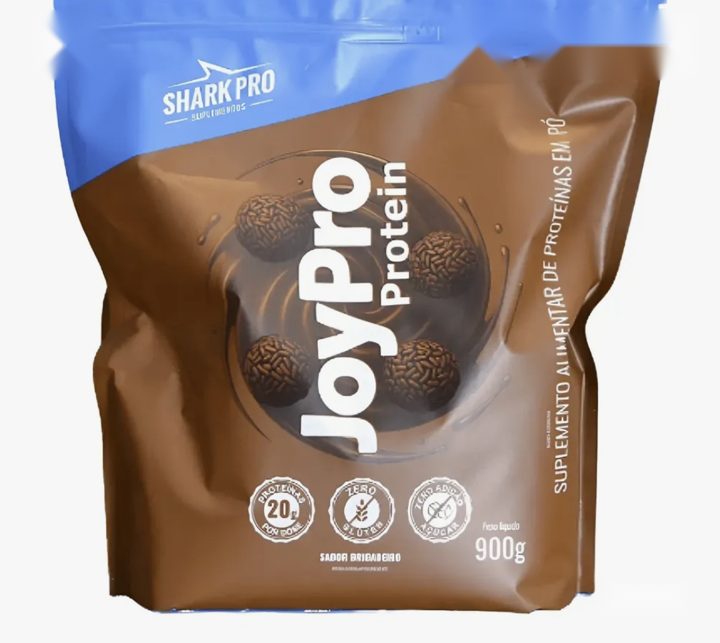 SHARK PRO
SUPLEMENTOS
JoyPro
Protein
SUPLEMENTO ALIMENTAR DE PROTEÍNAS EM PÓ
PROTEÍNAS
20g
POR DOSE
ZERO
GLÚTEN
ZERO ADIÇÃO
AÇÚCAR
SABOR BRIGADEIRO
Peso líquido
900g